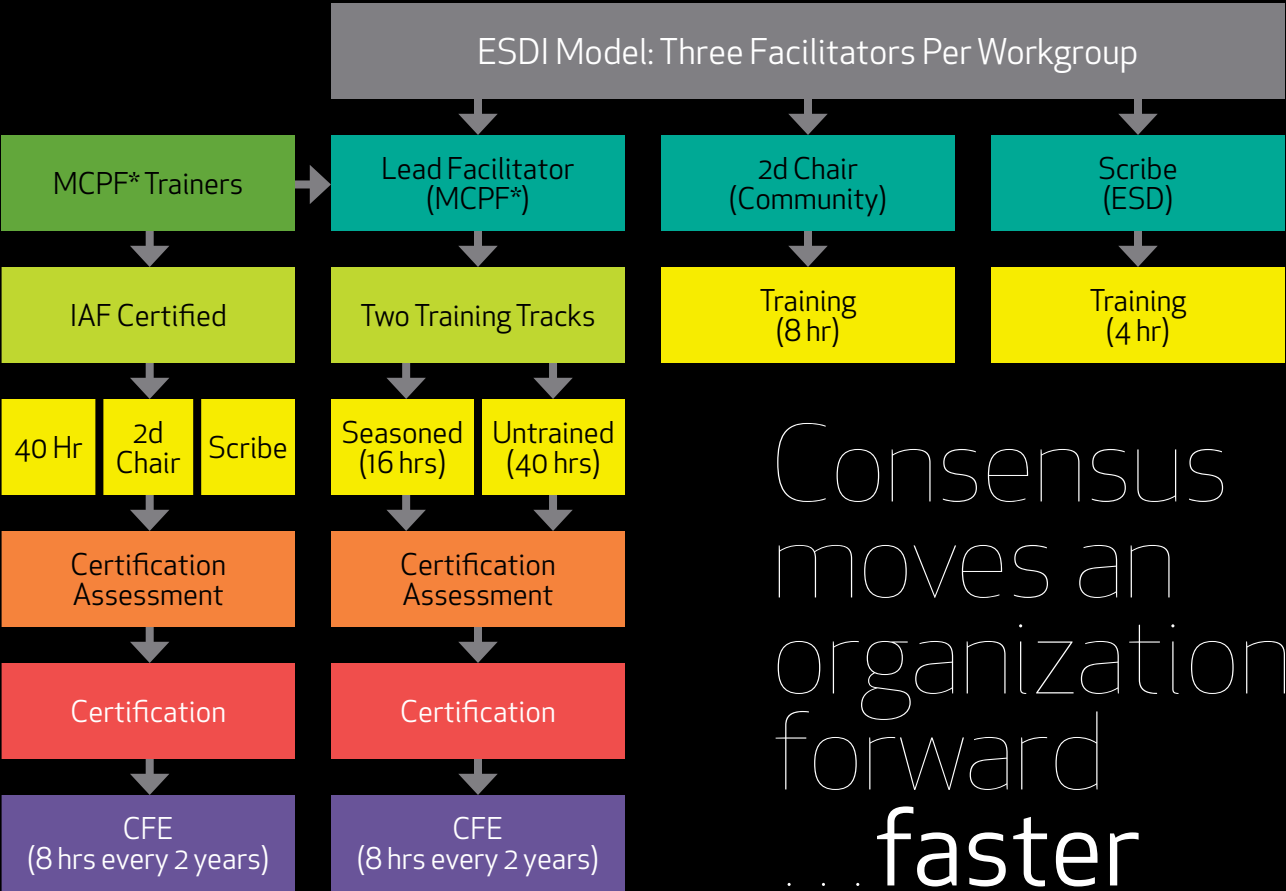 ESDI Model: Three Facilitators Per Workgroup
MCPF* Trainers
Lead Facilitator
(MCPF*)
2d Chair
(Community)
Scribe
(ESD)
IAF Certified
Two Training Tracks
Training
(8 hr)
Training
(4 hr)
40 Hr
2d
Chair
Scribe
Seasoned
(16 hrs)
Untrained
(40 hrs)
Certification
Assessment
Certification
Assessment
Certification
Certification
CFE
(8 hrs every 2 years)
CFE
(8 hrs every 2 years)
Consensus
moves an
organization
forward
. . . faster